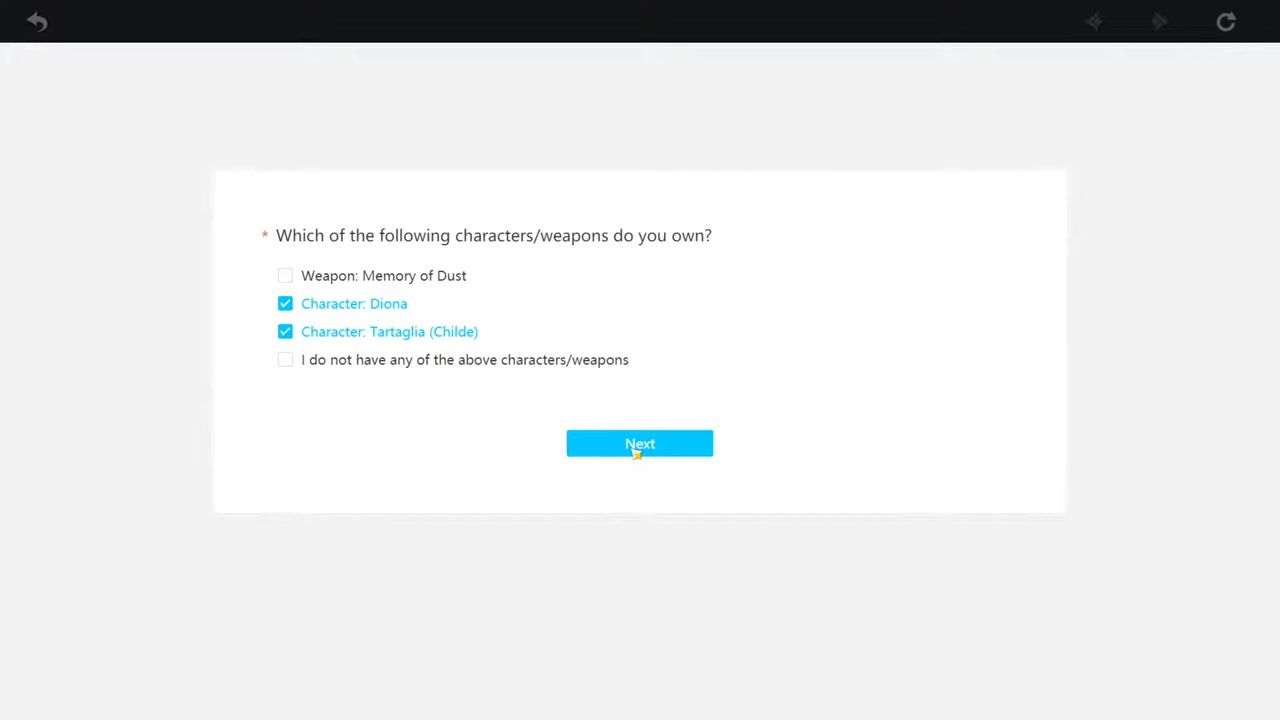 * Which of the following characters/weapons do you own?
Weapon: Memory of Dust
Character: Diona
Character: Tartaglia (Childe)
I do not have any of the above characters/weapons
Next